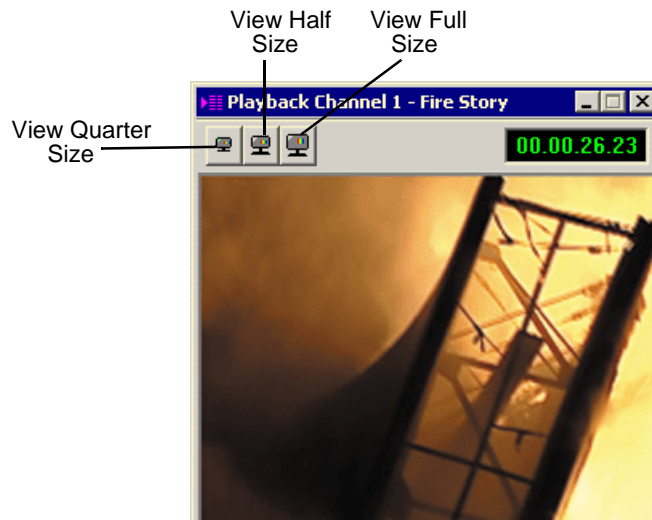 View Half
Size
View Full
Size
Playback Channel 1 - Fire Story
View Quarter
Size
00.00.26.23